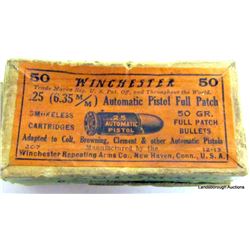 50 WINCHESTER 50
Trade Mark Reg. U.S. Pat. Off. and Throughout the World.
.25 (6.35 M/M) Automatic Pistol Full Patch
SMOKELESS
CARTRIDGES
25
AUTOMATIC
PISTOL
50 GR.
FULL PATCH
BULLETS
Adapted to Colt, Browning, Clement & other Automatic Pistols
Manufactured by the
12-13
Winchester Repeating Arms Co., New Haven, Conn., U.S.A.
Landsborough Auctions